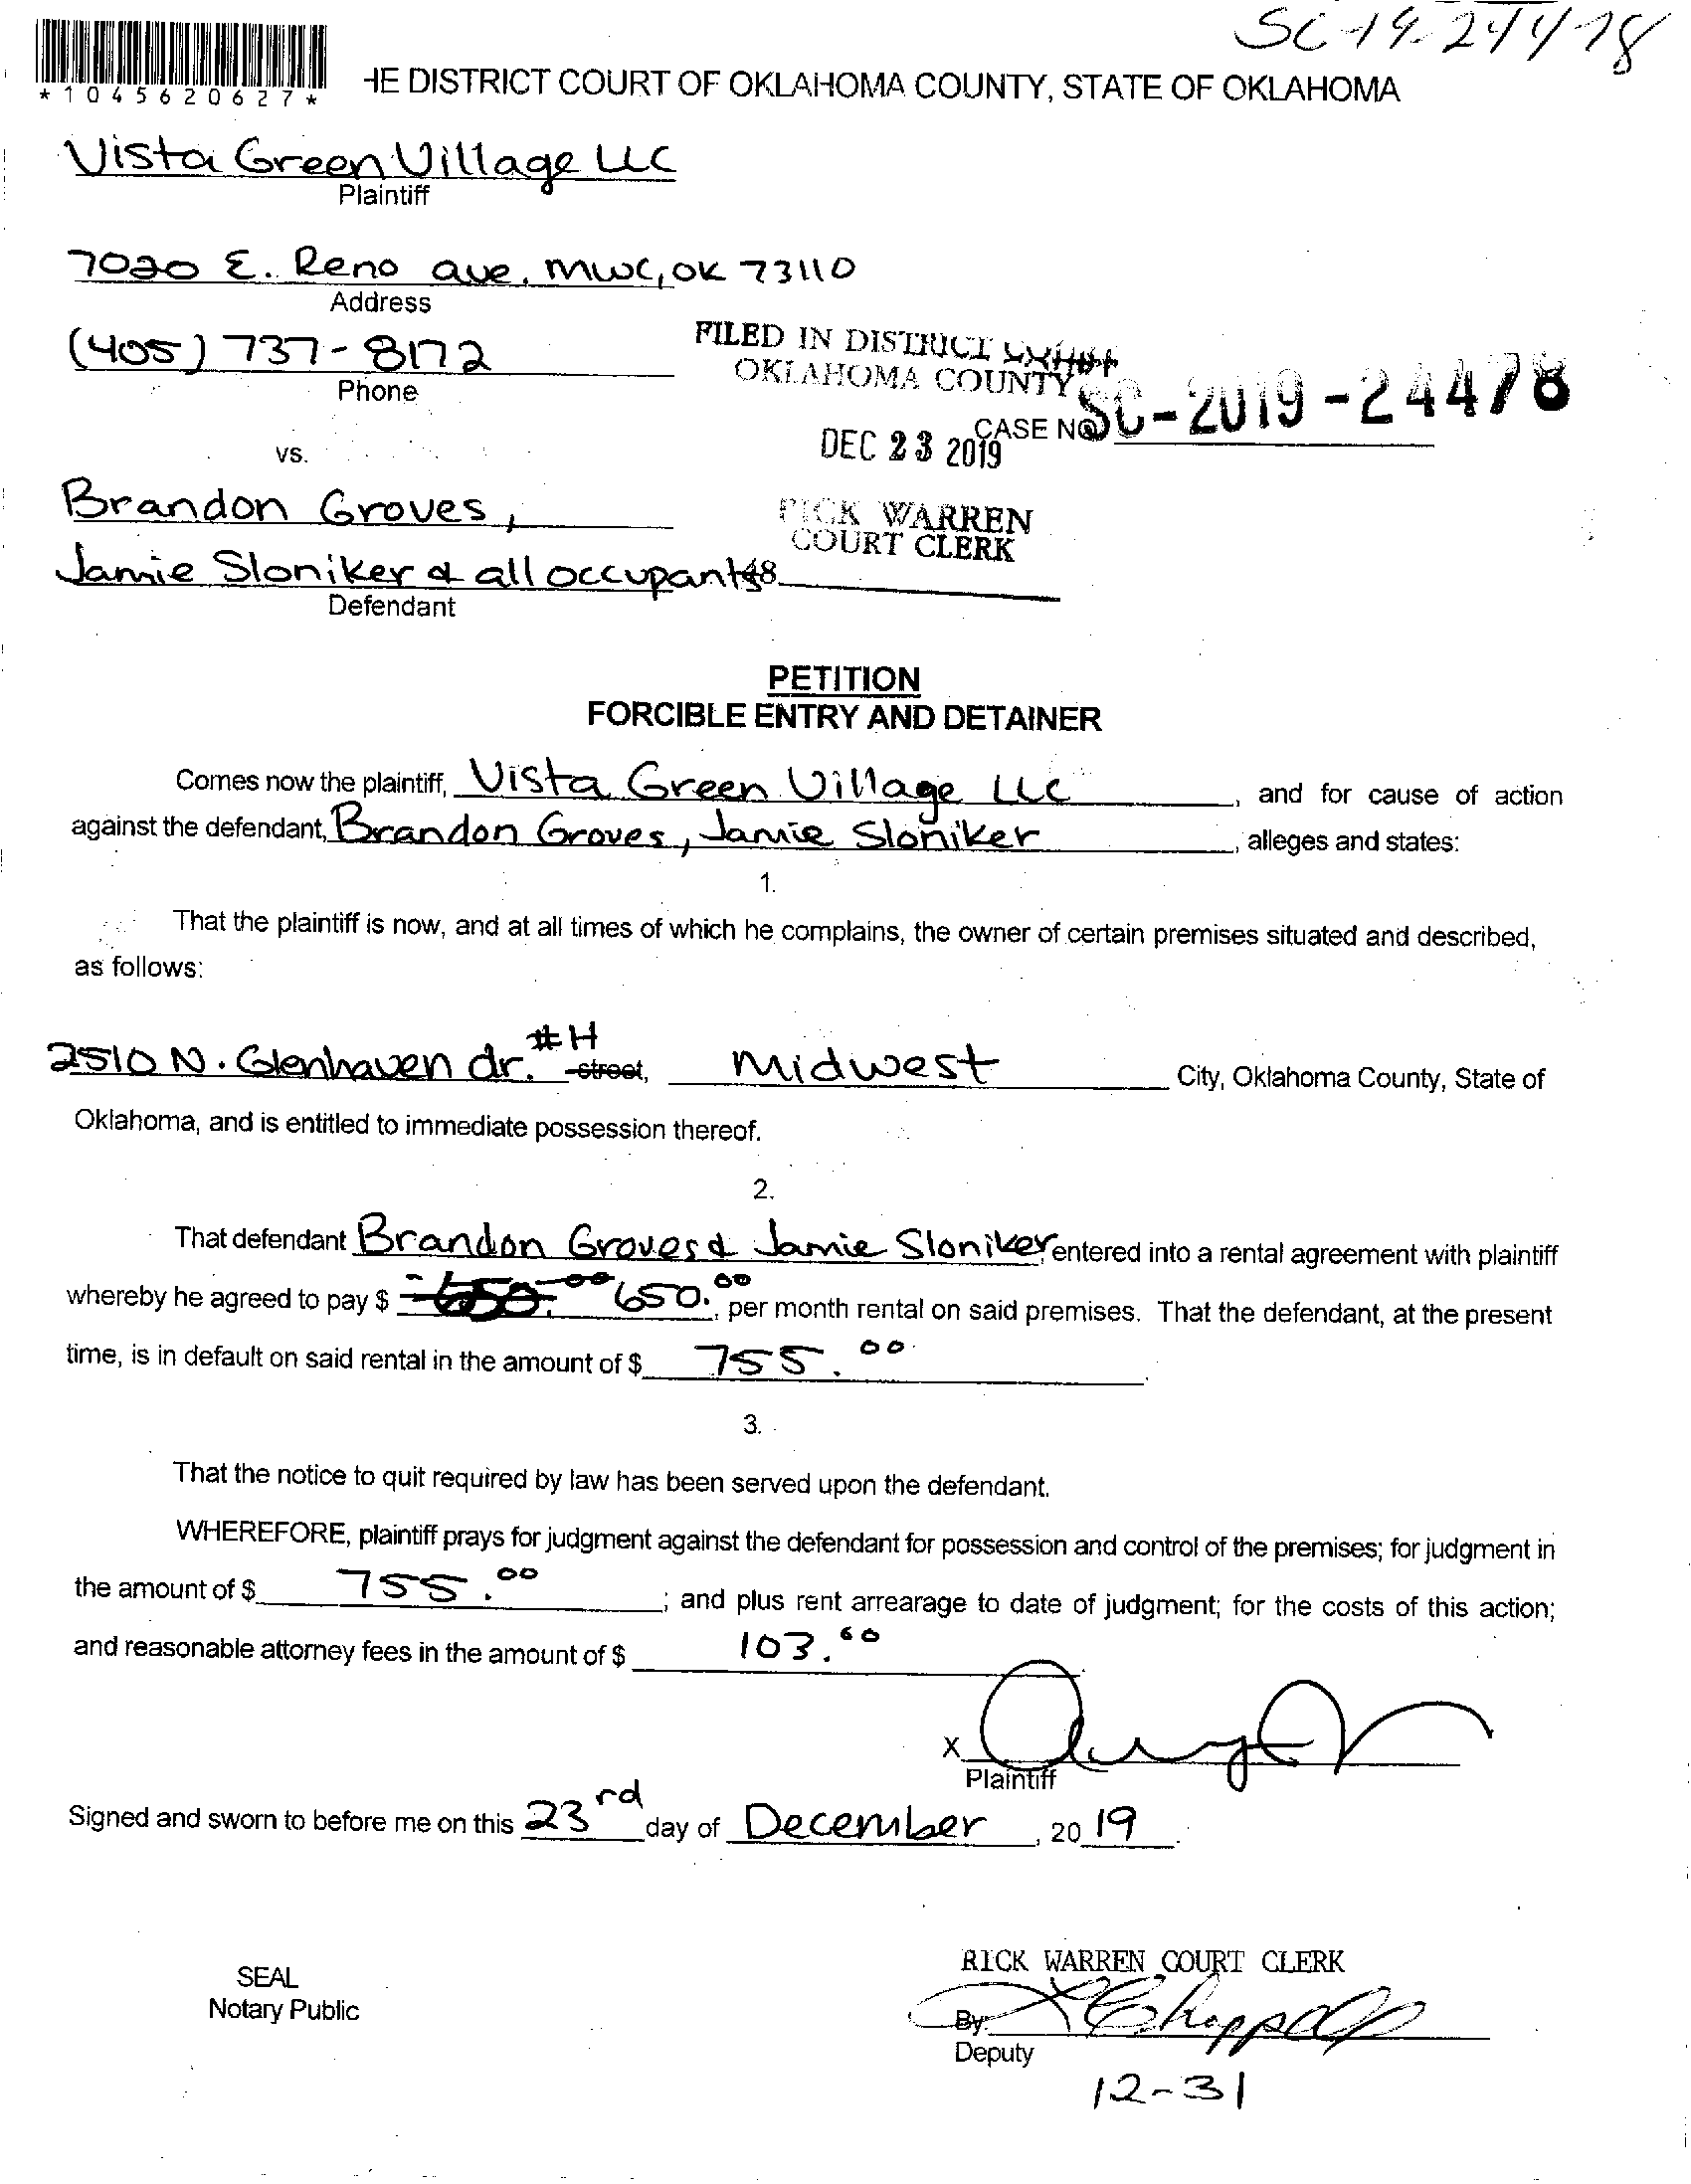 SC-19-24478
*1045620627*
HE DISTRICT COURT OF OKLAHOMA COUNTY, STATE OF OKLAHOMA
Vista Green Village LLC
Plaintiff
7020 E. Reno ave, MWC, OK 73110
Address
(405) 737-8172
Phone
FILED IN DISTRICT COURT
OKLAHOMA COUNTY
CASE NO SC-2019-24478
DEC 23 2019
vs.
Brandon Groves,
RICK WARREN
COURT CLERK
Jamie Sloniker & all occupants
48
Defendant
PETITION
FORCIBLE ENTRY AND DETAINER
Comes now the plaintiff, Vista Green Village LLC, and for cause of action
against the defendant, Brandon Groves, Jamie Sloniker, alleges and states:
1.
That the plaintiff is now, and at all times of which he complains, the owner of certain premises situated and described,
as follows:
2510 N. Glenhaven dr. #H street, Midwest City, Oklahoma County, State of
Oklahoma, and is entitled to immediate possession thereof.
2.
That defendant Brandon Groves & Jamie Sloniker, entered into a rental agreement with plaintiff
whereby he agreed to pay $ 650.00 650.00, per month rental on said premises. That the defendant, at the present
time, is in default on said rental in the amount of $ 755.00.
3.
That the notice to quit required by law has been served upon the defendant.
WHEREFORE, plaintiff prays for judgment against the defendant for possession and control of the premises; for judgment in
the amount of $ 755.00; and plus rent arrearage to date of judgment; for the costs of this action;
and reasonable attorney fees in the amount of $ 103.60
X
Plaintiff
Signed and sworn to before me on this 23rd day of December, 2019.
RICK WARREN COURT CLERK
SEAL
Notary Public
By:
Deputy
12-31